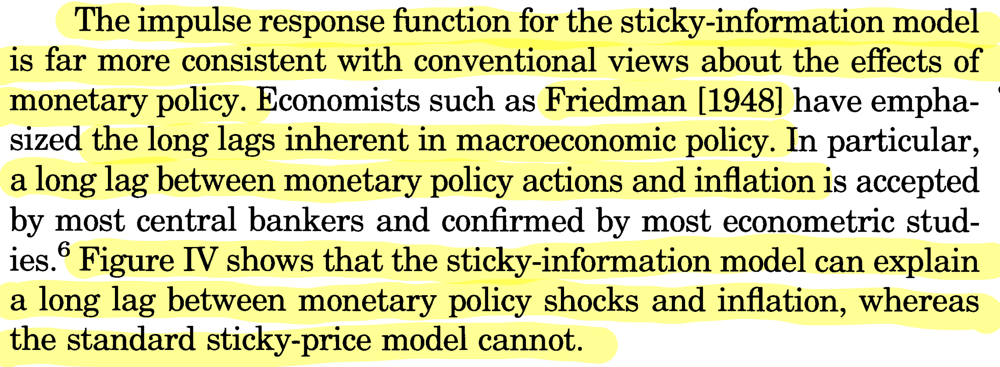 The impulse response function for the sticky-information model
is far more consistent with conventional views about the effects of
monetary policy. Economists such as Friedman [1948] have empha-
sized the long lags inherent in macroeconomic policy. In particular,
a long lag between monetary policy actions and inflation is accepted
by most central bankers and confirmed by most econometric stud-
ies.⁶ Figure IV shows that the sticky-information model can explain
a long lag between monetary policy shocks and inflation, whereas
the standard sticky-price model cannot.